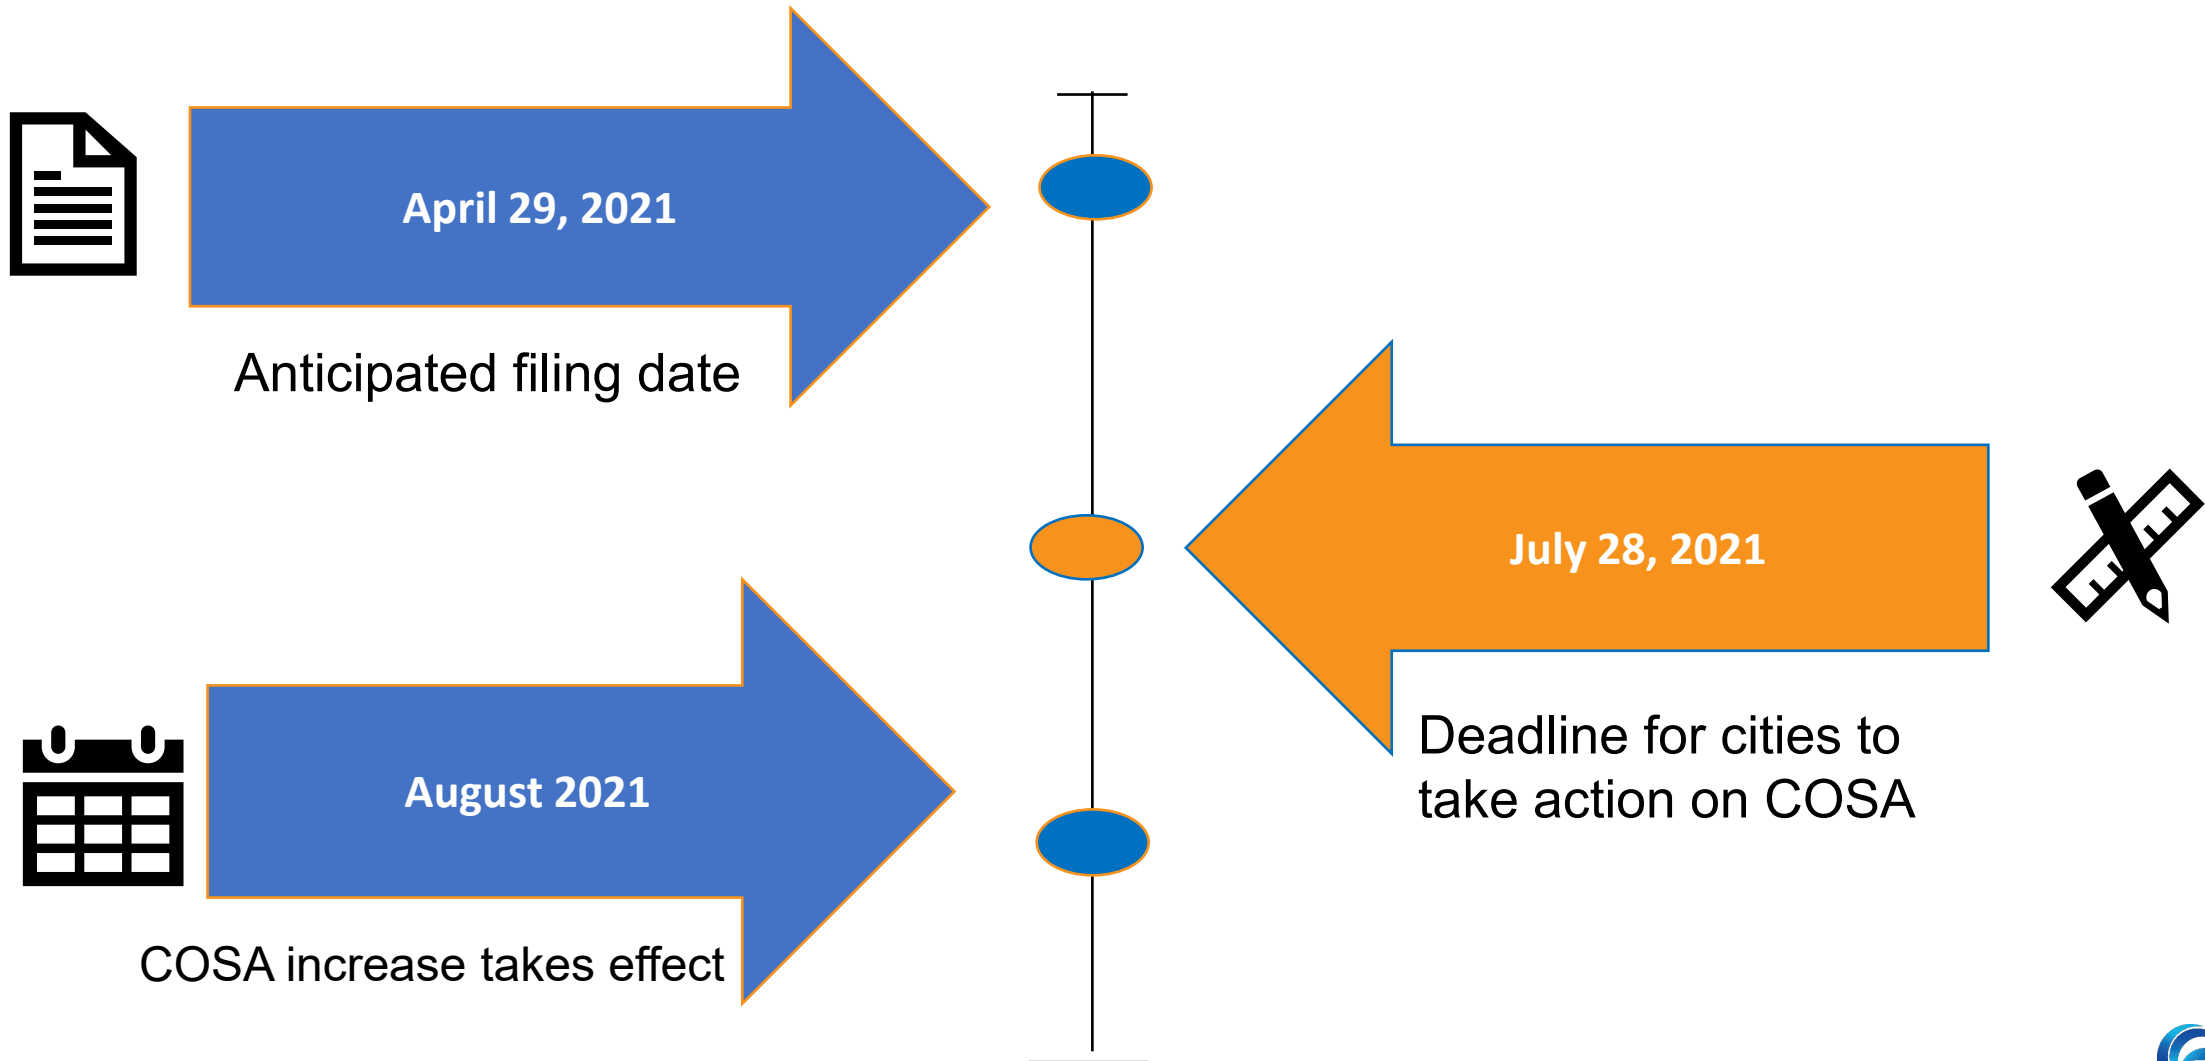 April 29, 2021
Anticipated filing date
July 28, 2021
Deadline for cities to
take action on COSA
August 2021
COSA increase takes effect